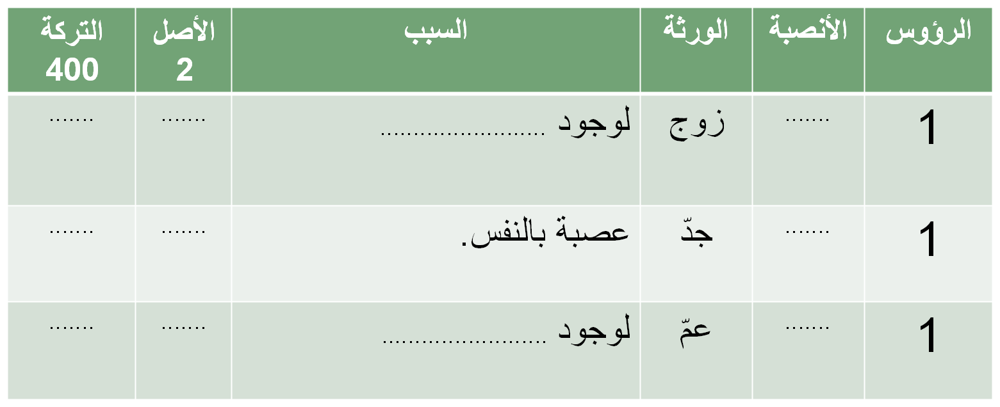 الرؤوس الأنصبة الورثة السبب الأصل التركة
2 400
1 ....... زوج لوجود ........................ ....... .......
1 ....... جدّ عصبة بالنفس. ....... .......
1 ....... عمّ لوجود ........................ ....... .......